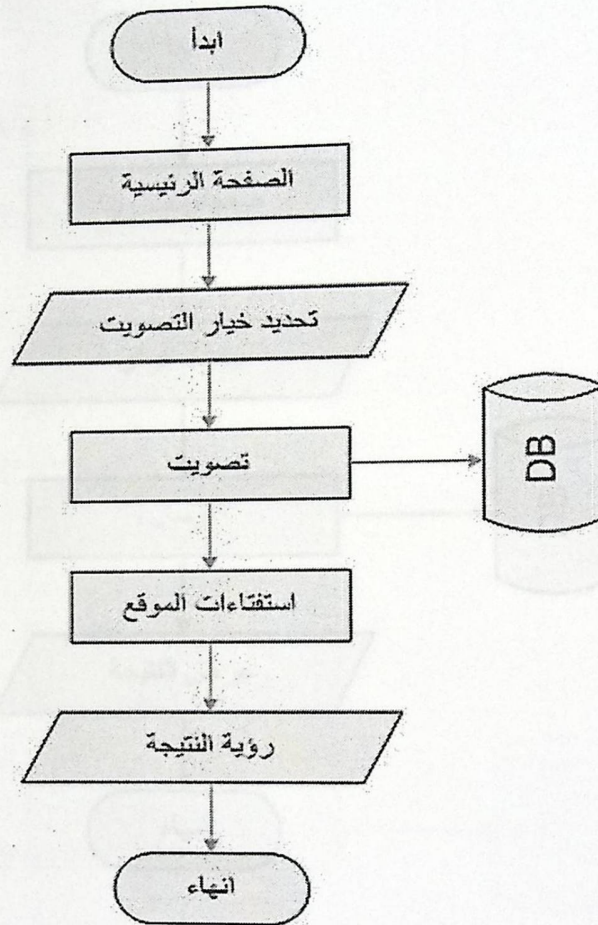 ابدأ
الصفحة الرئيسية
تحديد خيار التصويت
تصويت
DB
استفتاءات الموقع
رؤية النتيجة
انهاء